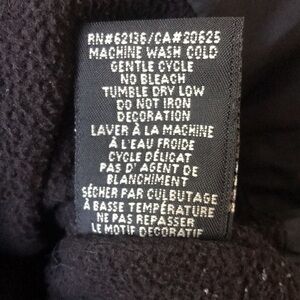 RN#62136/CA#20625
MACHINE WASH COLD
GENTLE CYCLE
NO BLEACH
TUMBLE DRY LOW
DO NOT IRON
DECORATION
LAVER À LA MACHINE
À L'EAU FROIDE
CYCLE DÉLICAT
PAS D' AGENT DE
BLANCHIMENT
SÉCHER PAR CULBUTAGE
À BASSE TEMPÉRATURE
NE PAS REPASSER
LE MOTIF DECORATIF